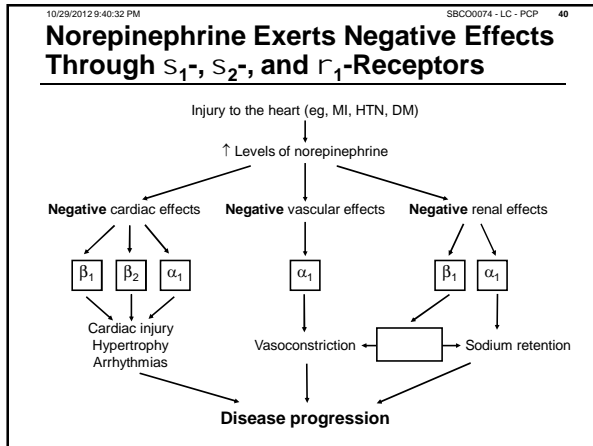 10/29/2012 9:40:32 PM SBCO0074 - LC - PCP 40
Norepinephrine Exerts Negative Effects
Through s₁-, s₂-, and r₁-Receptors
Injury to the heart (eg, MI, HTN, DM)
↑ Levels of norepinephrine
Negative cardiac effects Negative vascular effects Negative renal effects
β₁ β₂ α₁ α₁ β₁ α₁
Cardiac injury
Hypertrophy
Arrhythmias
Vasoconstriction Sodium retention
Disease progression